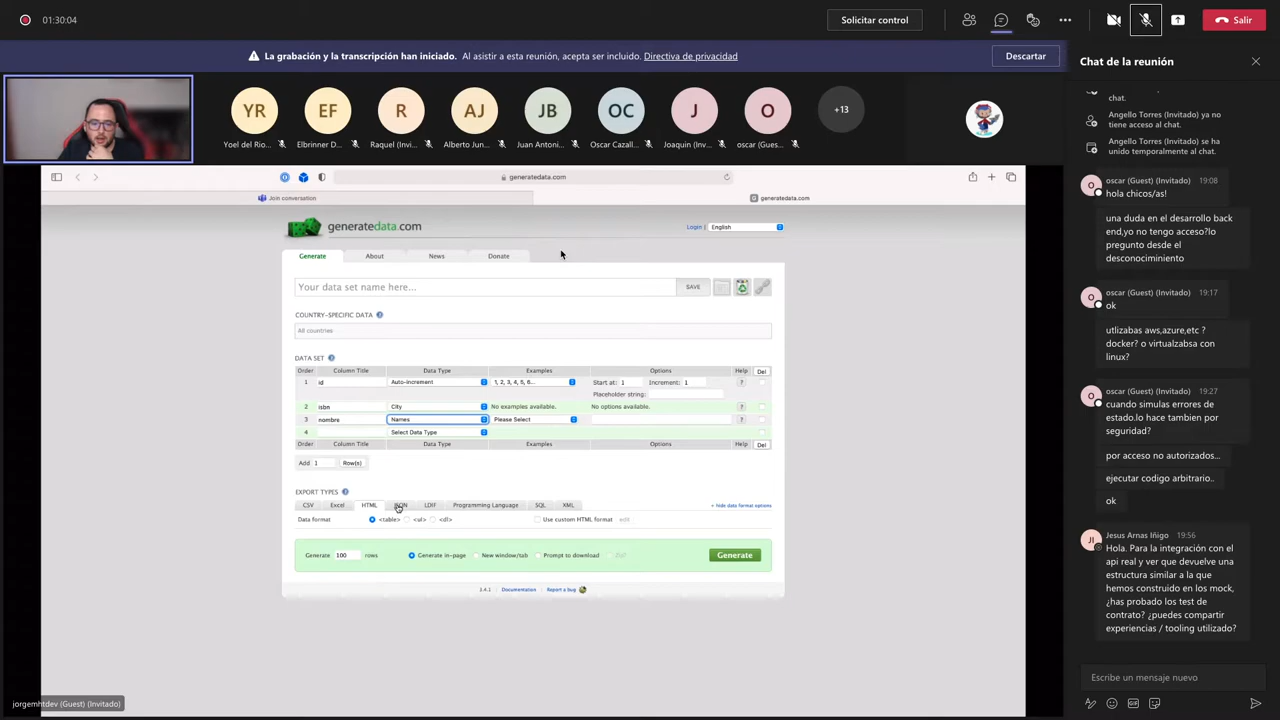 01:30:04
Solicitar control
Salir
La grabación y la transcripción han iniciado. Al asistir a esta reunión, acepta ser incluido. Directiva de privacidad
Descartar
YR
EF
R
AJ
JB
OC
J
O
+13
Yoel del Rio...
Elbrinner D...
Raquel (Invi...
Alberto Jun...
Juan Antoni...
Oscar Cazall...
Joaquin (Inv...
oscar (Gues...
generatedata.com
Join conversation
generatedata.com
generatedata.com
Login
English
Generate
About
News
Donate
Your data set name here...
SAVE
COUNTRY-SPECIFIC DATA
All countries
DATA SET
Order Column Title Data Type Examples Options Help Del
1 id Auto-increment 1, 2, 3, 4, 5, 6... Start at: 1 Increment: 1 ?
Placeholder string:
2 isbn City No examples available. No options available. ?
3 nombre Names Please Select ?
4 Select Data Type
Order Column Title Data Type Examples Options Help Del
Add 1 Row(s)
EXPORT TYPES
CSV Excel HTML JSON LDIF Programming Language SQL XML
+ hide data format options
Data format <table> <ul> <dl> Use custom HTML format edit
Generate 100 rows Generate in-page New window/tab Prompt to download
Generate
3.4.1 Documentation Report a bug
jorgemhtdev (Guest) (Invitado)
Chat de la reunión
chat.
Angello Torres (Invitado) ya no
tiene acceso al chat.
Angello Torres (Invitado) se ha
unido temporalmente al chat.
O
oscar (Guest) (Invitado) 19:08
hola chicos/as!
una duda en el desarrollo back
end,yo no tengo acceso?lo
pregunto desde el
desconocimiento
O
oscar (Guest) (Invitado) 19:17
ok
utlizabas aws,azure,etc ?
docker? o virtualzabsa con
linux?
O
oscar (Guest) (Invitado) 19:27
cuando simulas errores de
estado.lo hace tambien por
seguridad?
por acceso no autorizados...
ejecutar codigo arbitrario..
ok
JI
Jesus Arnas Iñigo 19:56
Hola. Para la integración con el
api real y ver que devuelve una
estructura similar a la que
hemos construido en los mock,
¿has probado los test de
contrato? ¿puedes compartir
experiencias / tooling utilizado?
Escribe un mensaje nuevo